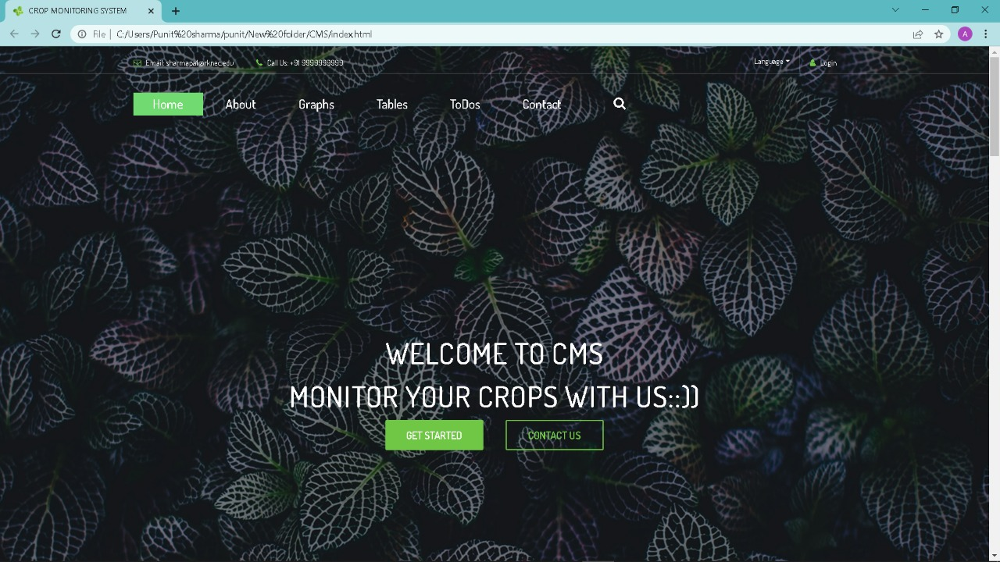 CROP MONITORING SYSTEM
File | C:/Users/Punit%20sharma/punit/New%20folder/CMS/index.html
A
Email: sharmapal@rknec.edu Call Us: +91 9999999999 Language Login
Home About Graphs Tables ToDos Contact
WELCOME TO CMS
MONITOR YOUR CROPS WITH US::))
GET STARTED CONTACT US